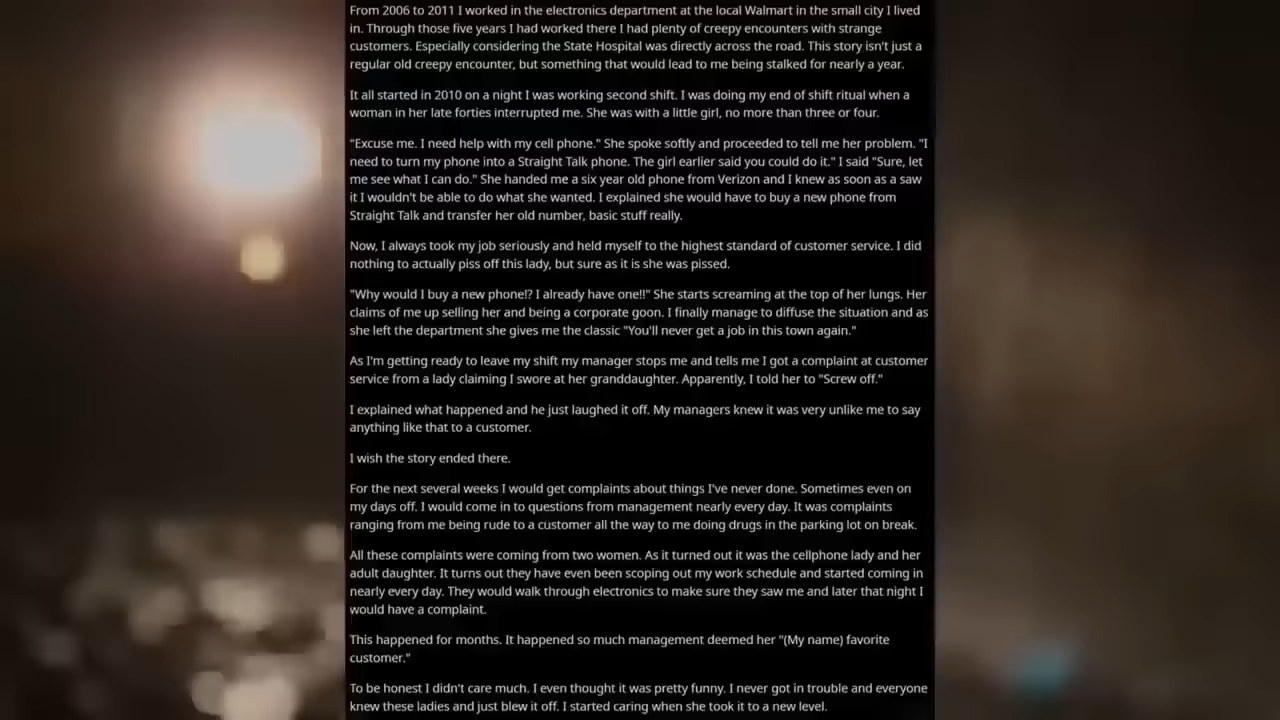 From 2006 to 2011 I worked in the electronics department at the local Walmart in the small city I lived
in. Through those five years I had worked there I had plenty of creepy encounters with strange
customers. Especially considering the State Hospital was directly across the road. This story isn't just a
regular old creepy encounter, but something that would lead to me being stalked for nearly a year.
It all started in 2010 on a night I was working second shift. I was doing my end of shift ritual when a
woman in her late forties interrupted me. She was with a little girl, no more than three or four.
"Excuse me. I need help with my cell phone." She spoke softly and proceeded to tell me her problem. "I
need to turn my phone into a Straight Talk phone. The girl earlier said you could do it." I said "Sure, let
me see what I can do." She handed me a six year old phone from Verizon and I knew as soon as a saw
it I wouldn't be able to do what she wanted. I explained she would have to buy a new phone from
Straight Talk and transfer her old number, basic stuff really.
Now, I always took my job seriously and held myself to the highest standard of customer service. I did
nothing to actually piss off this lady, but sure as it is she was pissed.
"Why would I buy a new phone!? I already have one!!" She starts screaming at the top of her lungs. Her
claims of me up selling her and being a corporate goon. I finally manage to diffuse the situation and as
she left the department she gives me the classic "You'll never get a job in this town again."
As I'm getting ready to leave my shift my manager stops me and tells me I got a complaint at customer
service from a lady claiming I swore at her granddaughter. Apparently, I told her to "Screw off."
I explained what happened and he just laughed it off. My managers knew it was very unlike me to say
anything like that to a customer.
I wish the story ended there.
For the next several weeks I would get complaints about things I've never done. Sometimes even on
my days off. I would come in to questions from management nearly every day. It was complaints
ranging from me being rude to a customer all the way to me doing drugs in the parking lot on break.
All these complaints were coming from two women. As it turned out it was the cellphone lady and her
adult daughter. It turns out they have even been scoping out my work schedule and started coming in
nearly every day. They would walk through electronics to make sure they saw me and later that night I
would have a complaint.
This happened for months. It happened so much management deemed her "(My name) favorite
customer."
To be honest I didn't care much. I even thought it was pretty funny. I never got in trouble and everyone
knew these ladies and just blew it off. I started caring when she took it to a new level.